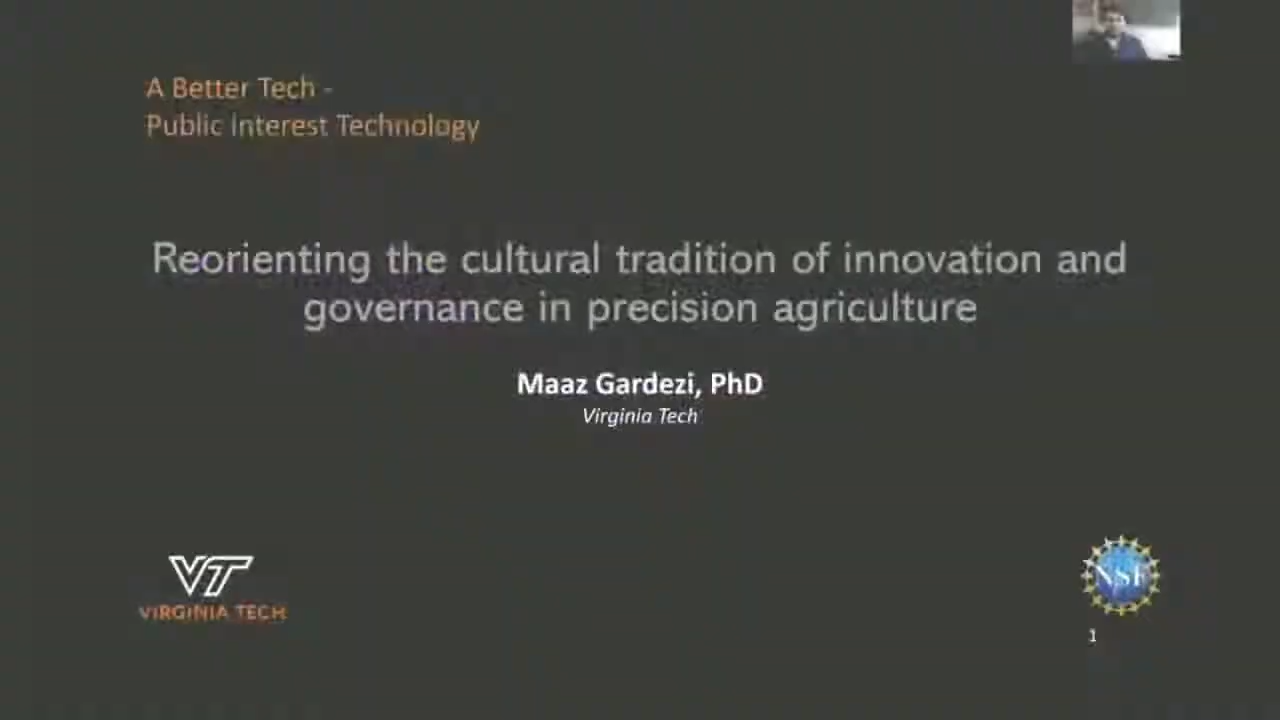 A Better Tech -
Public Interest Technology
Reorienting the cultural tradition of innovation and
governance in precision agriculture
Maaz Gardezi, PhD
Virginia Tech
VT
VIRGINIA TECH
NSF
1